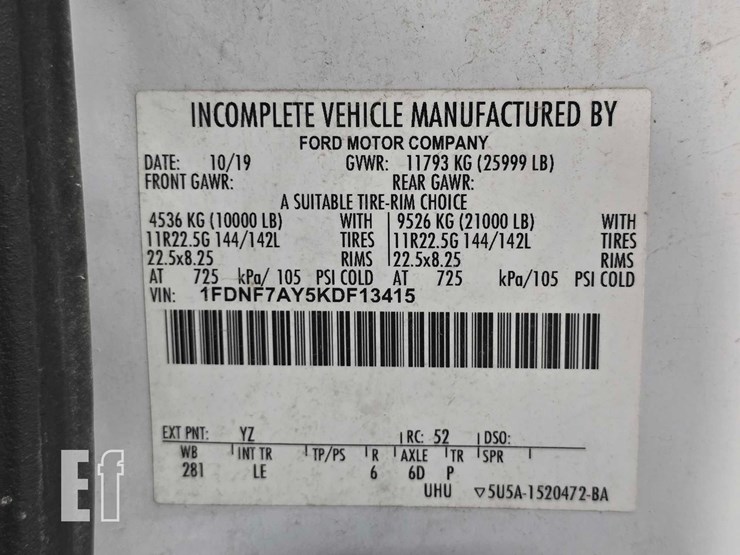 INCOMPLETE VEHICLE MANUFACTURED BY
FORD MOTOR COMPANY
DATE: 10/19 GVWR: 11793 KG (25999 LB)
FRONT GAWR: REAR GAWR:
A SUITABLE TIRE-RIM CHOICE
4536 KG (10000 LB) WITH 9526 KG (21000 LB) WITH
11R22.5G 144/142L TIRES 11R22.5G 144/142L TIRES
22.5x8.25 RIMS 22.5x8.25 RIMS
AT 725 kPa/ 105 PSI COLD AT 725 kPa/105 PSI COLD
VIN: 1FDNF7AY5KDF13415
EXT PNT: YZ RC: 52 DSO:
WB INT TR TP/PS R AXLE TR SPR
281 LE 6 6D P
UHU ▽5U5A-1520472-BA
Ef